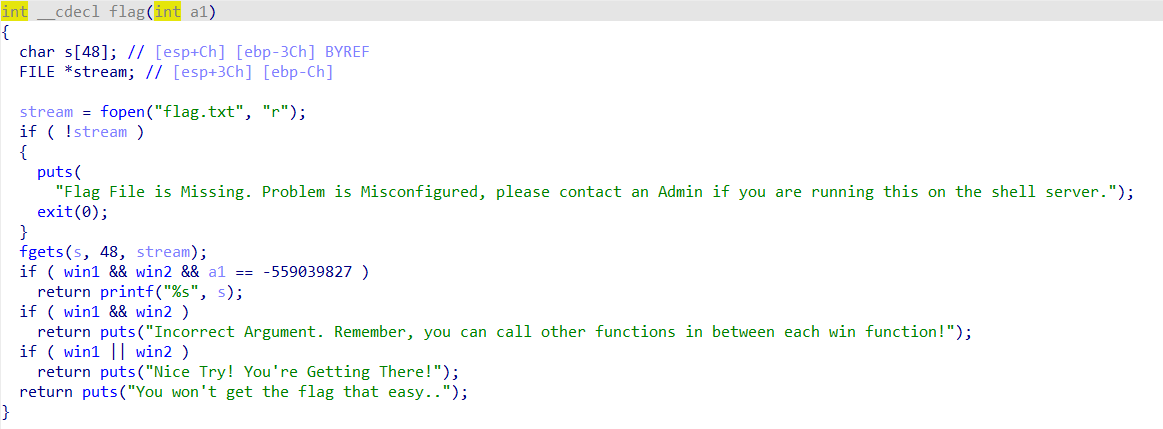 int __cdecl flag(int a1)
{
  char s[48]; // [esp+Ch] [ebp-3Ch] BYREF
  FILE *stream; // [esp+3Ch] [ebp-Ch]

  stream = fopen("flag.txt", "r");
  if ( !stream )
  {
    puts(
      "Flag File is Missing. Problem is Misconfigured, please contact an Admin if you are running this on the shell server.");
    exit(0);
  }
  fgets(s, 48, stream);
  if ( win1 && win2 && a1 == -559039827 )
    return printf("%s", s);
  if ( win1 && win2 )
    return puts("Incorrect Argument. Remember, you can call other functions in between each win function!");
  if ( win1 || win2 )
    return puts("Nice Try! You're Getting There!");
  return puts("You won't get the flag that easy..");
}